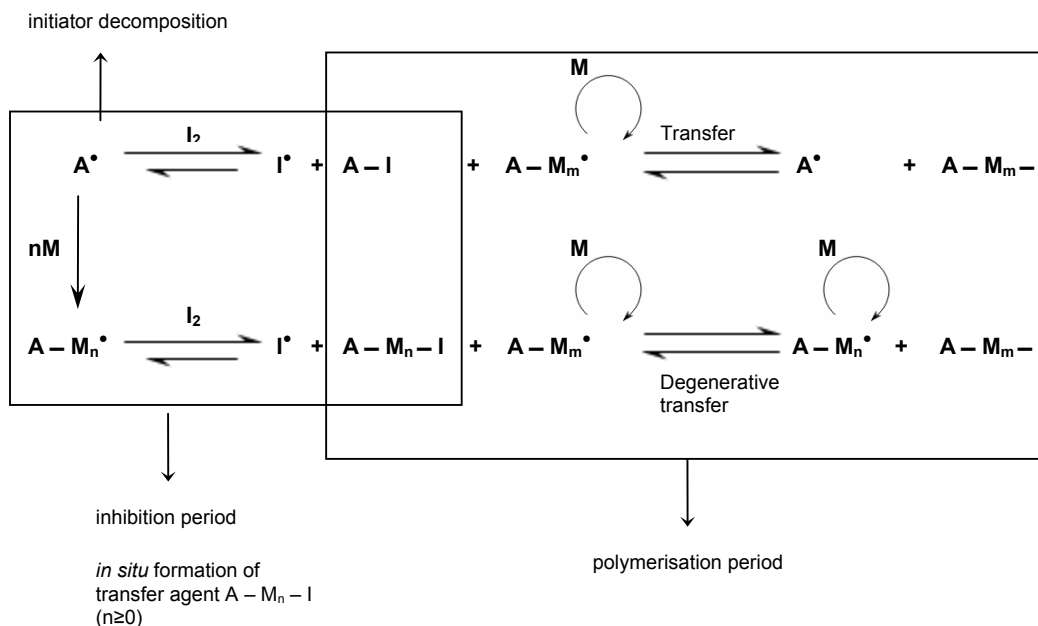 initiator decomposition
M
I₂ Transfer
A• I• + A – I + A – Mₘ• A• + A – Mₘ –
nM M M
I₂
A – Mₙ• I• + A – Mₙ – I + A – Mₘ• A – Mₙ• + A – Mₘ –
Degenerative
transfer
inhibition period
polymerisation period
in situ formation of
transfer agent A – Mₙ – I
(n≥0)